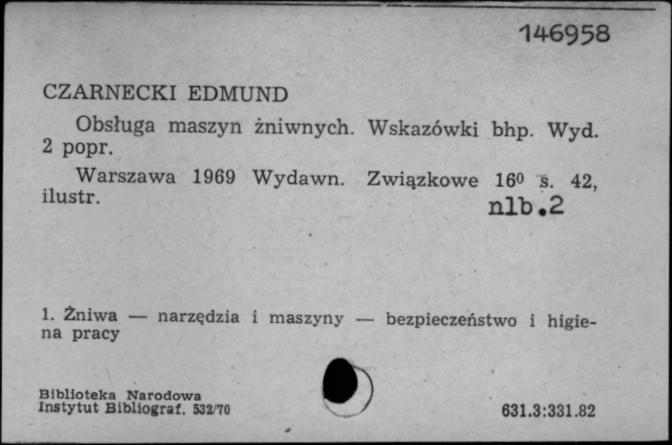 146958
CZARNECKI EDMUND
Obsługa maszyn żniwnych. Wskazówki bhp. Wyd.
2 popr.
Warszawa 1969 Wydawn. Związkowe 16⁰ s. 42,
ilustr.
nlb.2
1. Żniwa — narzędzia i maszyny — bezpieczeństwo i higie-
na pracy
Biblioteka Narodowa
Instytut Bibliograf. 532/70
631.3:331.82